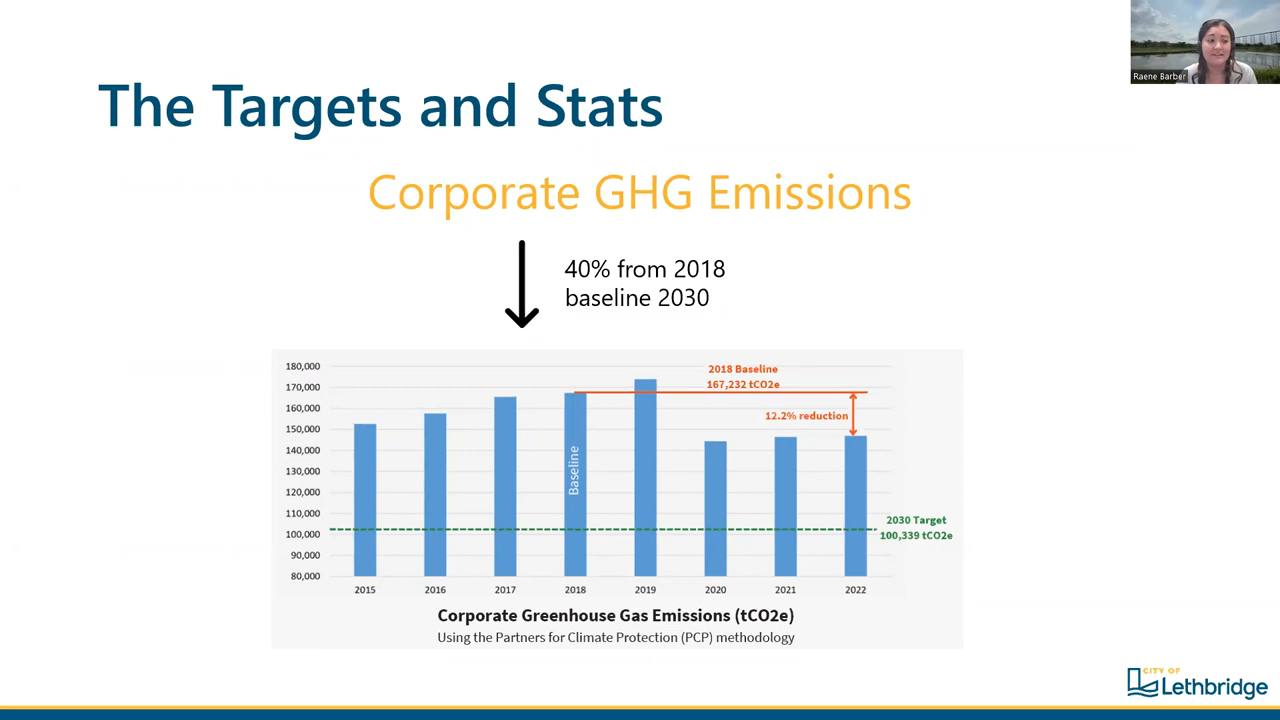 Raene Barber
The Targets and Stats
Corporate GHG Emissions
40% from 2018
baseline 2030
180,000
170,000
160,000
150,000
140,000
130,000
120,000
110,000
100,000
90,000
80,000
2018 Baseline
167,232 tCO2e
12.2% reduction
Baseline
2030 Target
100,339 tCO2e
2015 2016 2017 2018 2019 2020 2021 2022
Corporate Greenhouse Gas Emissions (tCO2e)
Using the Partners for Climate Protection (PCP) methodology
CITY OF
Lethbridge